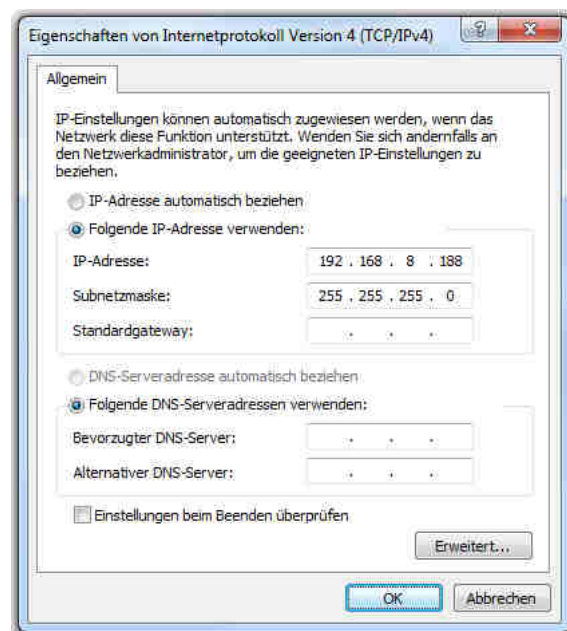 Eigenschaften von Internetprotokoll Version 4 (TCP/IPv4)
Allgemein
IP-Einstellungen können automatisch zugewiesen werden, wenn das
Netzwerk diese Funktion unterstützt. Wenden Sie sich andernfalls an
den Netzwerkadministrator, um die geeigneten IP-Einstellungen zu
beziehen.
IP-Adresse automatisch beziehen
Folgende IP-Adresse verwenden:
IP-Adresse: 192 . 168 . 8 . 188
Subnetzmaske: 255 . 255 . 255 . 0
Standardgateway: . . .
DNS-Serveradresse automatisch beziehen
Folgende DNS-Serveradressen verwenden:
Bevorzugter DNS-Server: . . .
Alternativer DNS-Server: . . .
Einstellungen beim Beenden überprüfen
Erweitert...
OK Abbrechen